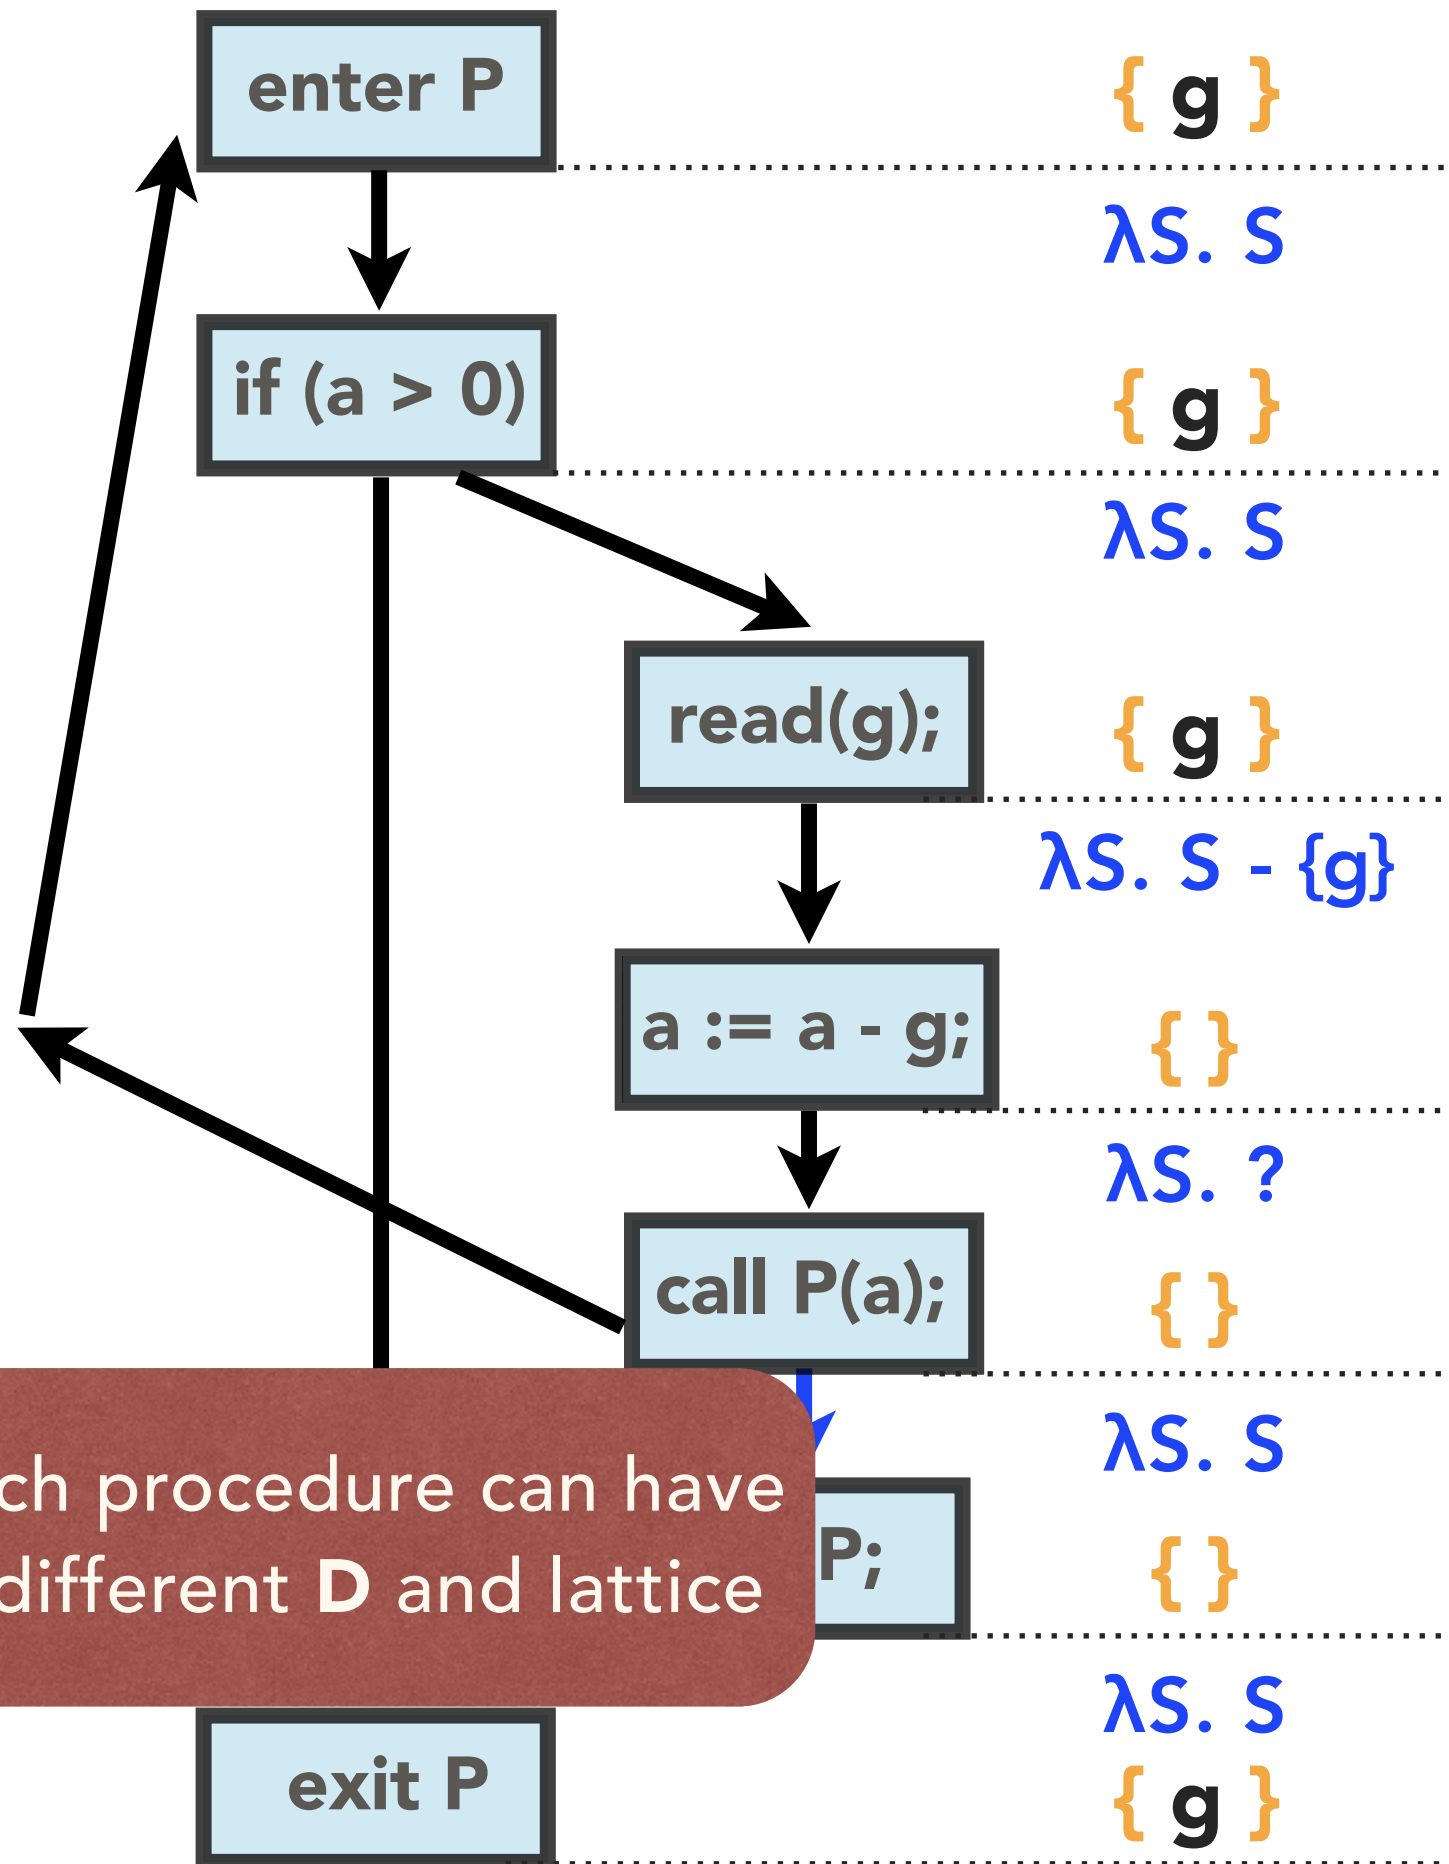 enter P
{ g }
λS. S
if (a > 0)
{ g }
λS. S
read(g);
{ g }
λS. S - {g}
a := a - g;
{ }
λS. ?
call P(a);
{ }
λS. S
ch procedure can have
different D and lattice
P;
{ }
λS. S
exit P
{ g }